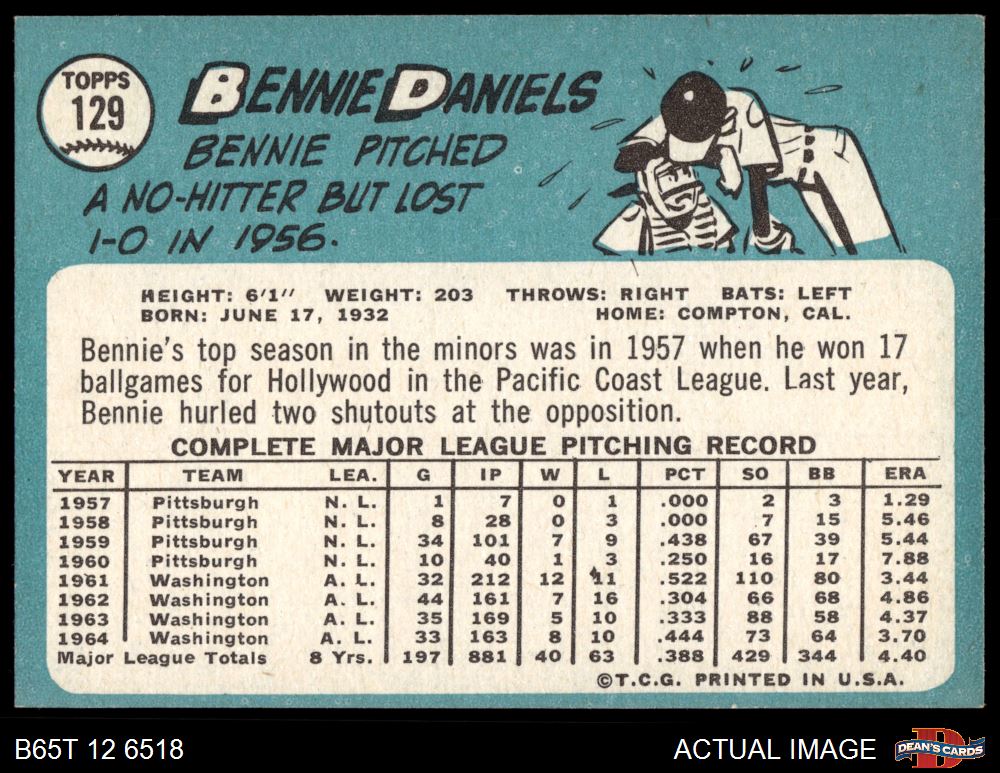 TOPPS
129
BENNIE DANIELS
BENNIE PITCHED
A NO-HITTER BUT LOST
1-0 IN 1956.
HEIGHT: 6'1" WEIGHT: 203 THROWS: RIGHT BATS: LEFT
BORN: JUNE 17, 1932 HOME: COMPTON, CAL.
Bennie's top season in the minors was in 1957 when he won 17
ballgames for Hollywood in the Pacific Coast League. Last year,
Bennie hurled two shutouts at the opposition.
COMPLETE MAJOR LEAGUE PITCHING RECORD
YEAR TEAM LEA. G IP W L PCT SO BB ERA
1957 Pittsburgh N. L. 1 7 0 1 .000 2 3 1.29
1958 Pittsburgh N. L. 8 28 0 3 .000 7 15 5.46
1959 Pittsburgh N. L. 34 101 7 9 .438 67 39 5.44
1960 Pittsburgh N. L. 10 40 1 3 .250 16 17 7.88
1961 Washington A. L. 32 212 12 11 .522 110 80 3.44
1962 Washington A. L. 44 161 7 16 .304 66 68 4.86
1963 Washington A. L. 35 169 5 10 .333 88 58 4.37
1964 Washington A. L. 33 163 8 10 .444 73 64 3.70
Major League Totals 8 Yrs. 197 881 40 63 .388 429 344 4.40
©T.C.G. PRINTED IN U.S.A.
B65T 12 6518 ACTUAL IMAGE DEAN'S CARDS